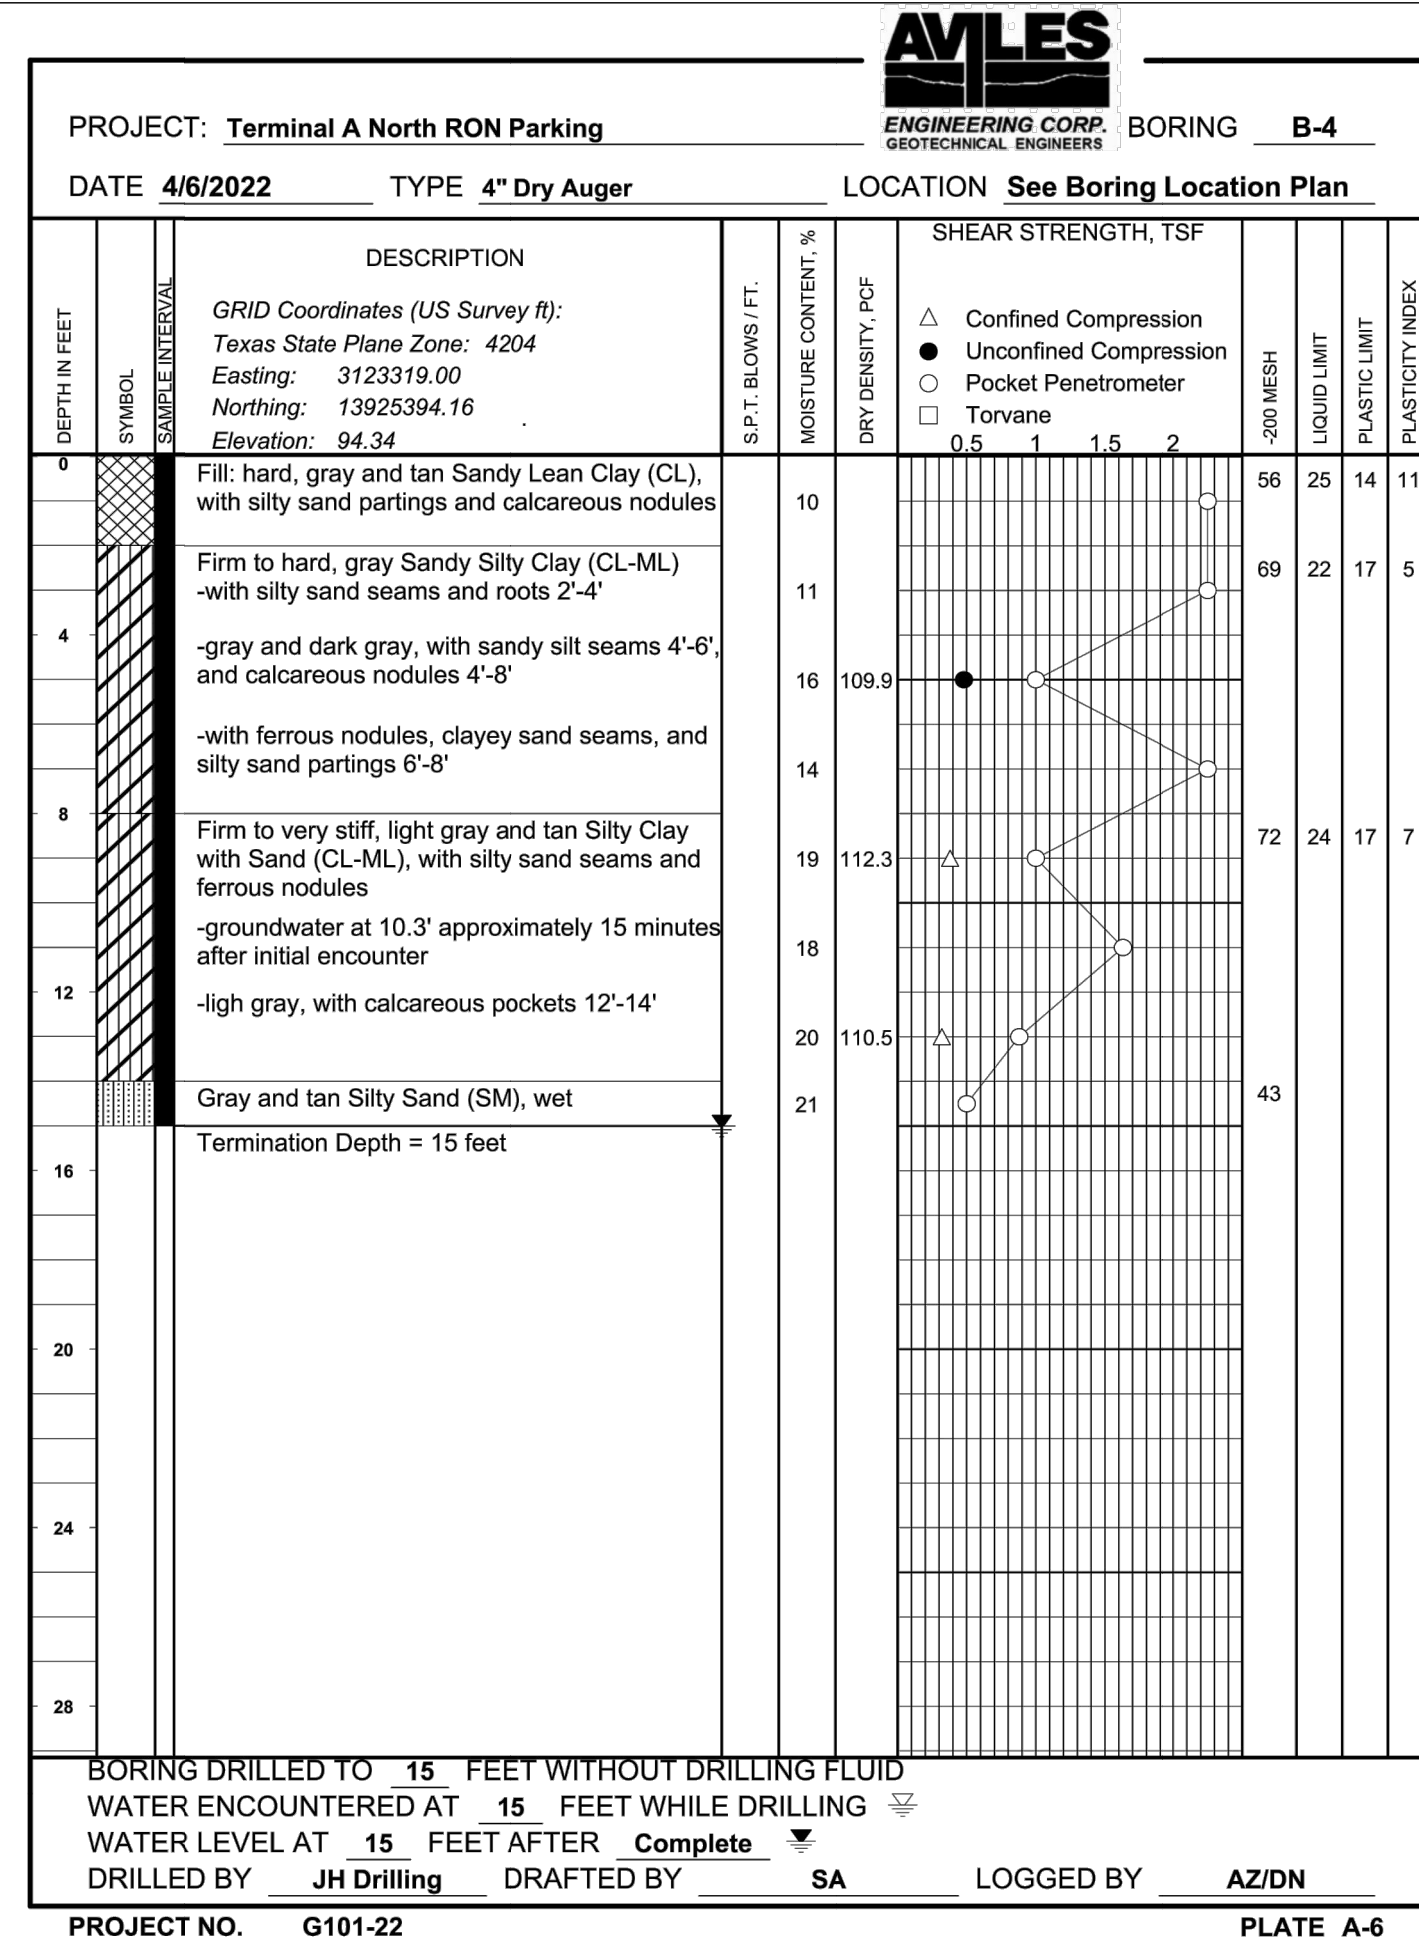 AVILES
ENGINEERING CORP.
GEOTECHNICAL ENGINEERS
PROJECT: Terminal A North RON Parking BORING B-4
DATE 4/6/2022 TYPE 4" Dry Auger LOCATION See Boring Location Plan
DEPTH IN FEET
SYMBOL
SAMPLE INTERVAL
DESCRIPTION
GRID Coordinates (US Survey ft):
Texas State Plane Zone: 4204
Easting: 3123319.00
Northing: 13925394.16
Elevation: 94.34
S.P.T. BLOWS / FT.
MOISTURE CONTENT, %
DRY DENSITY, PCF
SHEAR STRENGTH, TSF
Confined Compression
Unconfined Compression
Pocket Penetrometer
Torvane
0.5 1 1.5 2
-200 MESH
LIQUID LIMIT
PLASTIC LIMIT
PLASTICITY INDEX
0
Fill: hard, gray and tan Sandy Lean Clay (CL), 56 25 14 11
with silty sand partings and calcareous nodules 10
Firm to hard, gray Sandy Silty Clay (CL-ML) 69 22 17 5
-with silty sand seams and roots 2'-4' 11
4
-gray and dark gray, with sandy silt seams 4'-6',
and calcareous nodules 4'-8' 16 109.9
-with ferrous nodules, clayey sand seams, and
silty sand partings 6'-8' 14
8
Firm to very stiff, light gray and tan Silty Clay 72 24 17 7
with Sand (CL-ML), with silty sand seams and 19 112.3
ferrous nodules
-groundwater at 10.3' approximately 15 minutes
after initial encounter 18
12
-ligh gray, with calcareous pockets 12'-14'
20 110.5
Gray and tan Silty Sand (SM), wet 21 43
Termination Depth = 15 feet
16
20
24
28
BORING DRILLED TO 15 FEET WITHOUT DRILLING FLUID
WATER ENCOUNTERED AT 15 FEET WHILE DRILLING
WATER LEVEL AT 15 FEET AFTER Complete
DRILLED BY JH Drilling DRAFTED BY SA LOGGED BY AZ/DN
PROJECT NO. G101-22 PLATE A-6